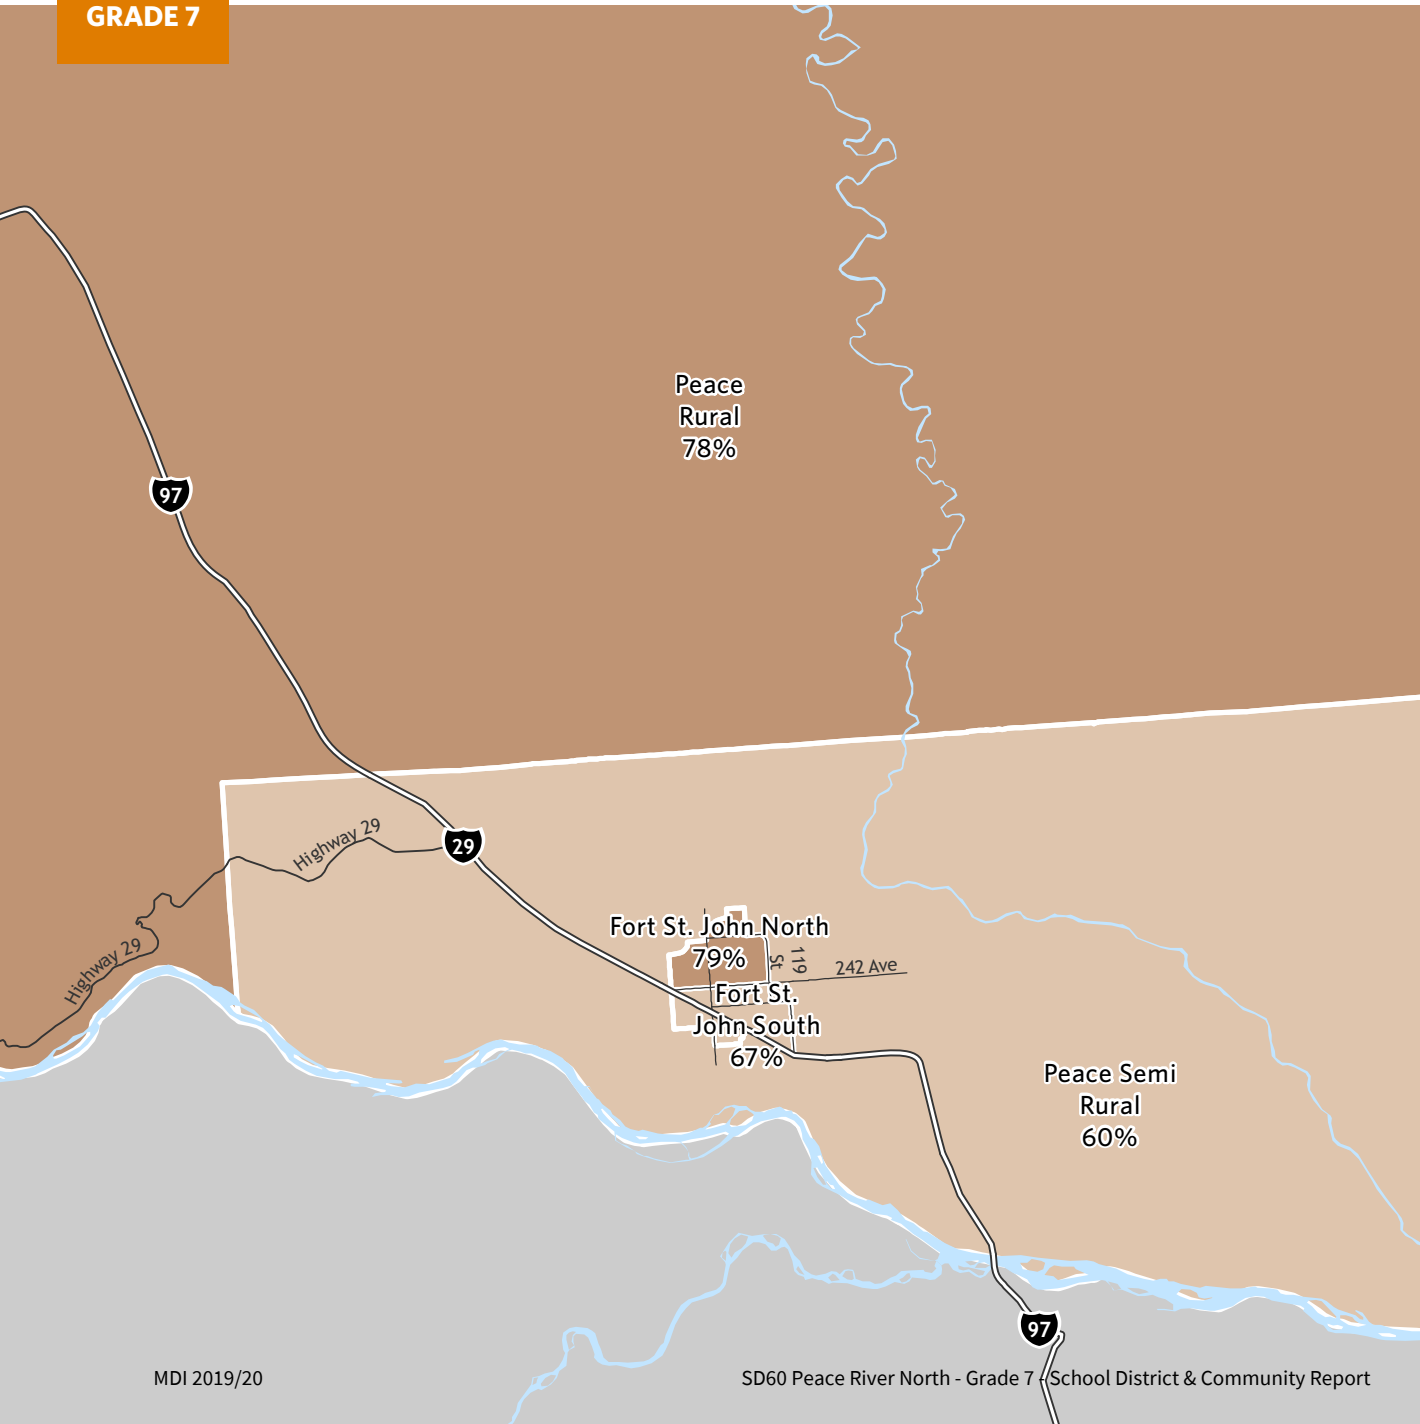 GRADE 7
Peace
Rural
78%
97
Highway 29
29
Highway 29
Fort St. John North
79%
St
119
242 Ave
Fort St.
John South
67%
Peace Semi
Rural
60%
97
MDI 2019/20
SD60 Peace River North - Grade 7 - School District & Community Report